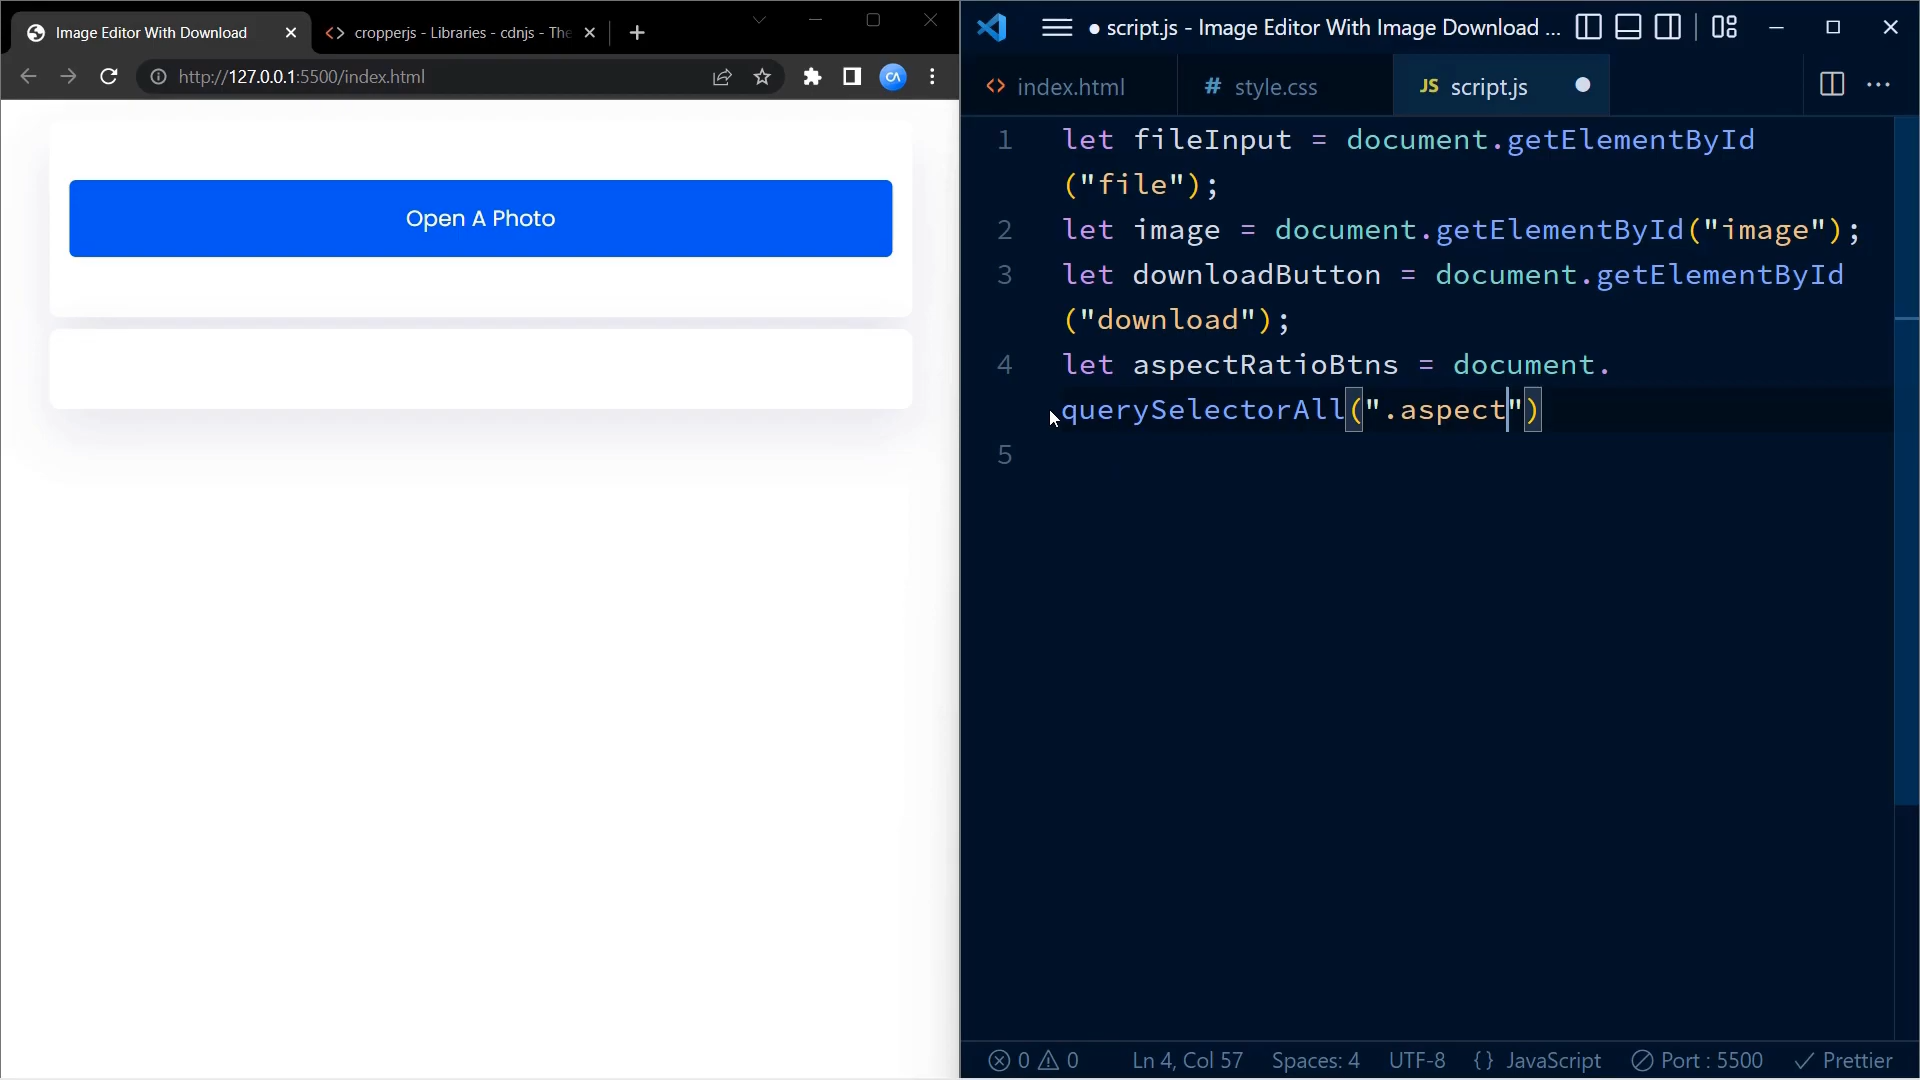 Image Editor With Download
cropperjs - Libraries - cdnjs - The
http://127.0.0.1:5500/index.html
CA
Open A Photo
● script.js - Image Editor With Image Download ...
<> index.html
# style.css
JS script.js
1 let fileInput = document.getElementById
("file");
2 let image = document.getElementById("image");
3 let downloadButton = document.getElementById
("download");
4 let aspectRatioBtns = document.
querySelectorAll(".aspect")
5
0 0 Ln 4, Col 57 Spaces: 4 UTF-8 {} JavaScript Port : 5500 Prettier